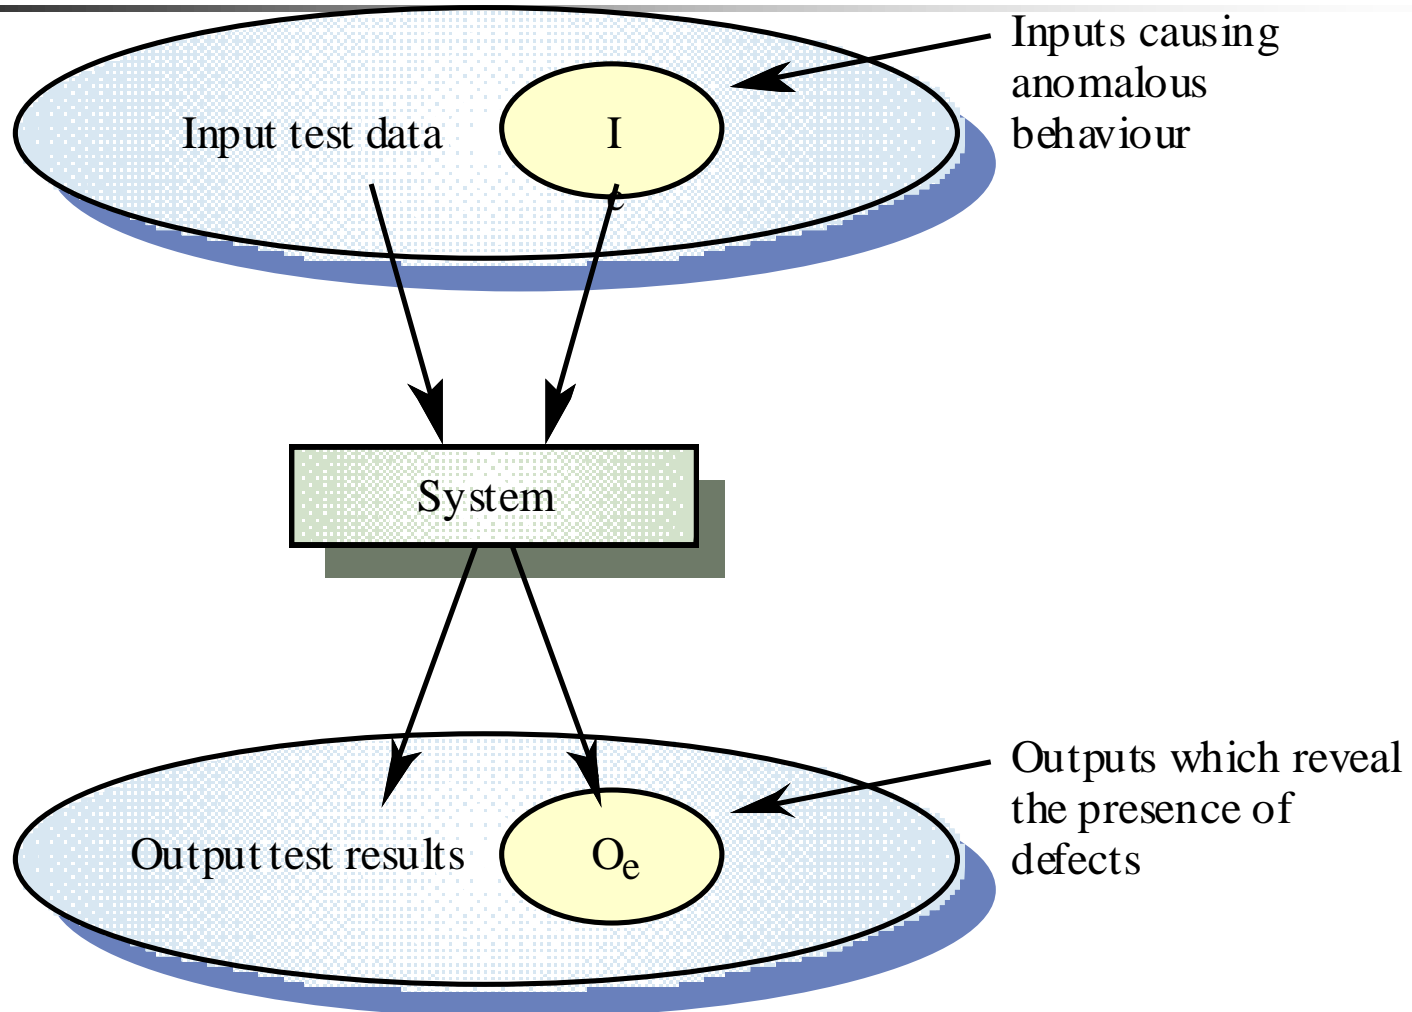 Inputs causing
anomalous
behaviour
Input test data
I
e
System
Outputs which reveal
the presence of
defects
Output test results
Oe